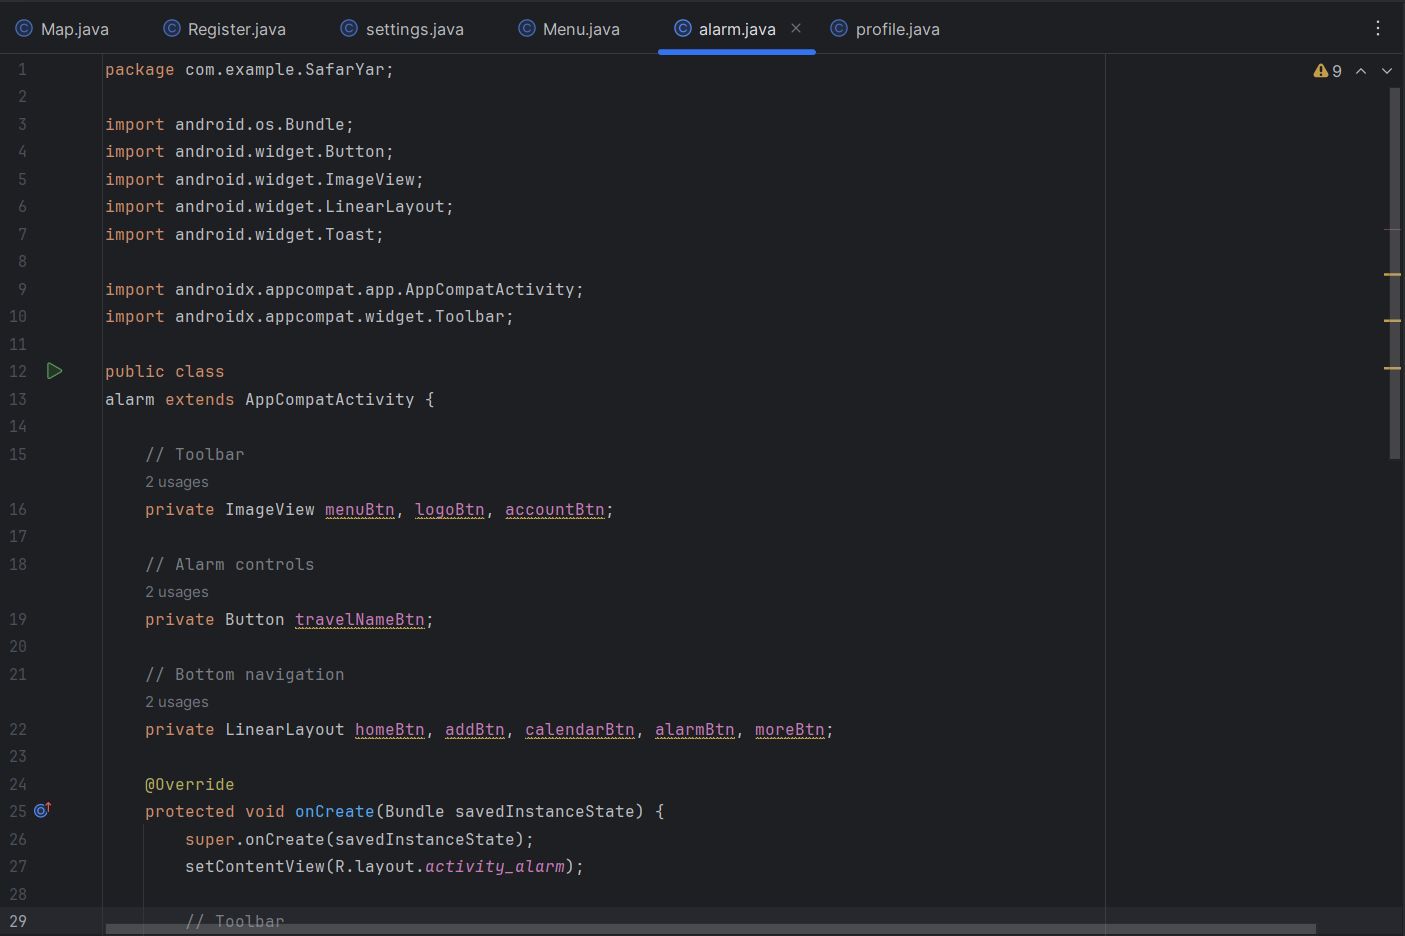 Map.java Register.java settings.java Menu.java alarm.java profile.java
9
1 package com.example.SafarYar;
2
3 import android.os.Bundle;
4 import android.widget.Button;
5 import android.widget.ImageView;
6 import android.widget.LinearLayout;
7 import android.widget.Toast;
8
9 import androidx.appcompat.app.AppCompatActivity;
10 import androidx.appcompat.widget.Toolbar;
11
12 public class
13 alarm extends AppCompatActivity {
14
15 // Toolbar
2 usages
16 private ImageView menuBtn, logoBtn, accountBtn;
17
18 // Alarm controls
2 usages
19 private Button travelNameBtn;
20
21 // Bottom navigation
2 usages
22 private LinearLayout homeBtn, addBtn, calendarBtn, alarmBtn, moreBtn;
23
24 @Override
25 protected void onCreate(Bundle savedInstanceState) {
26 super.onCreate(savedInstanceState);
27 setContentView(R.layout.activity_alarm);
28
29 // Toolbar